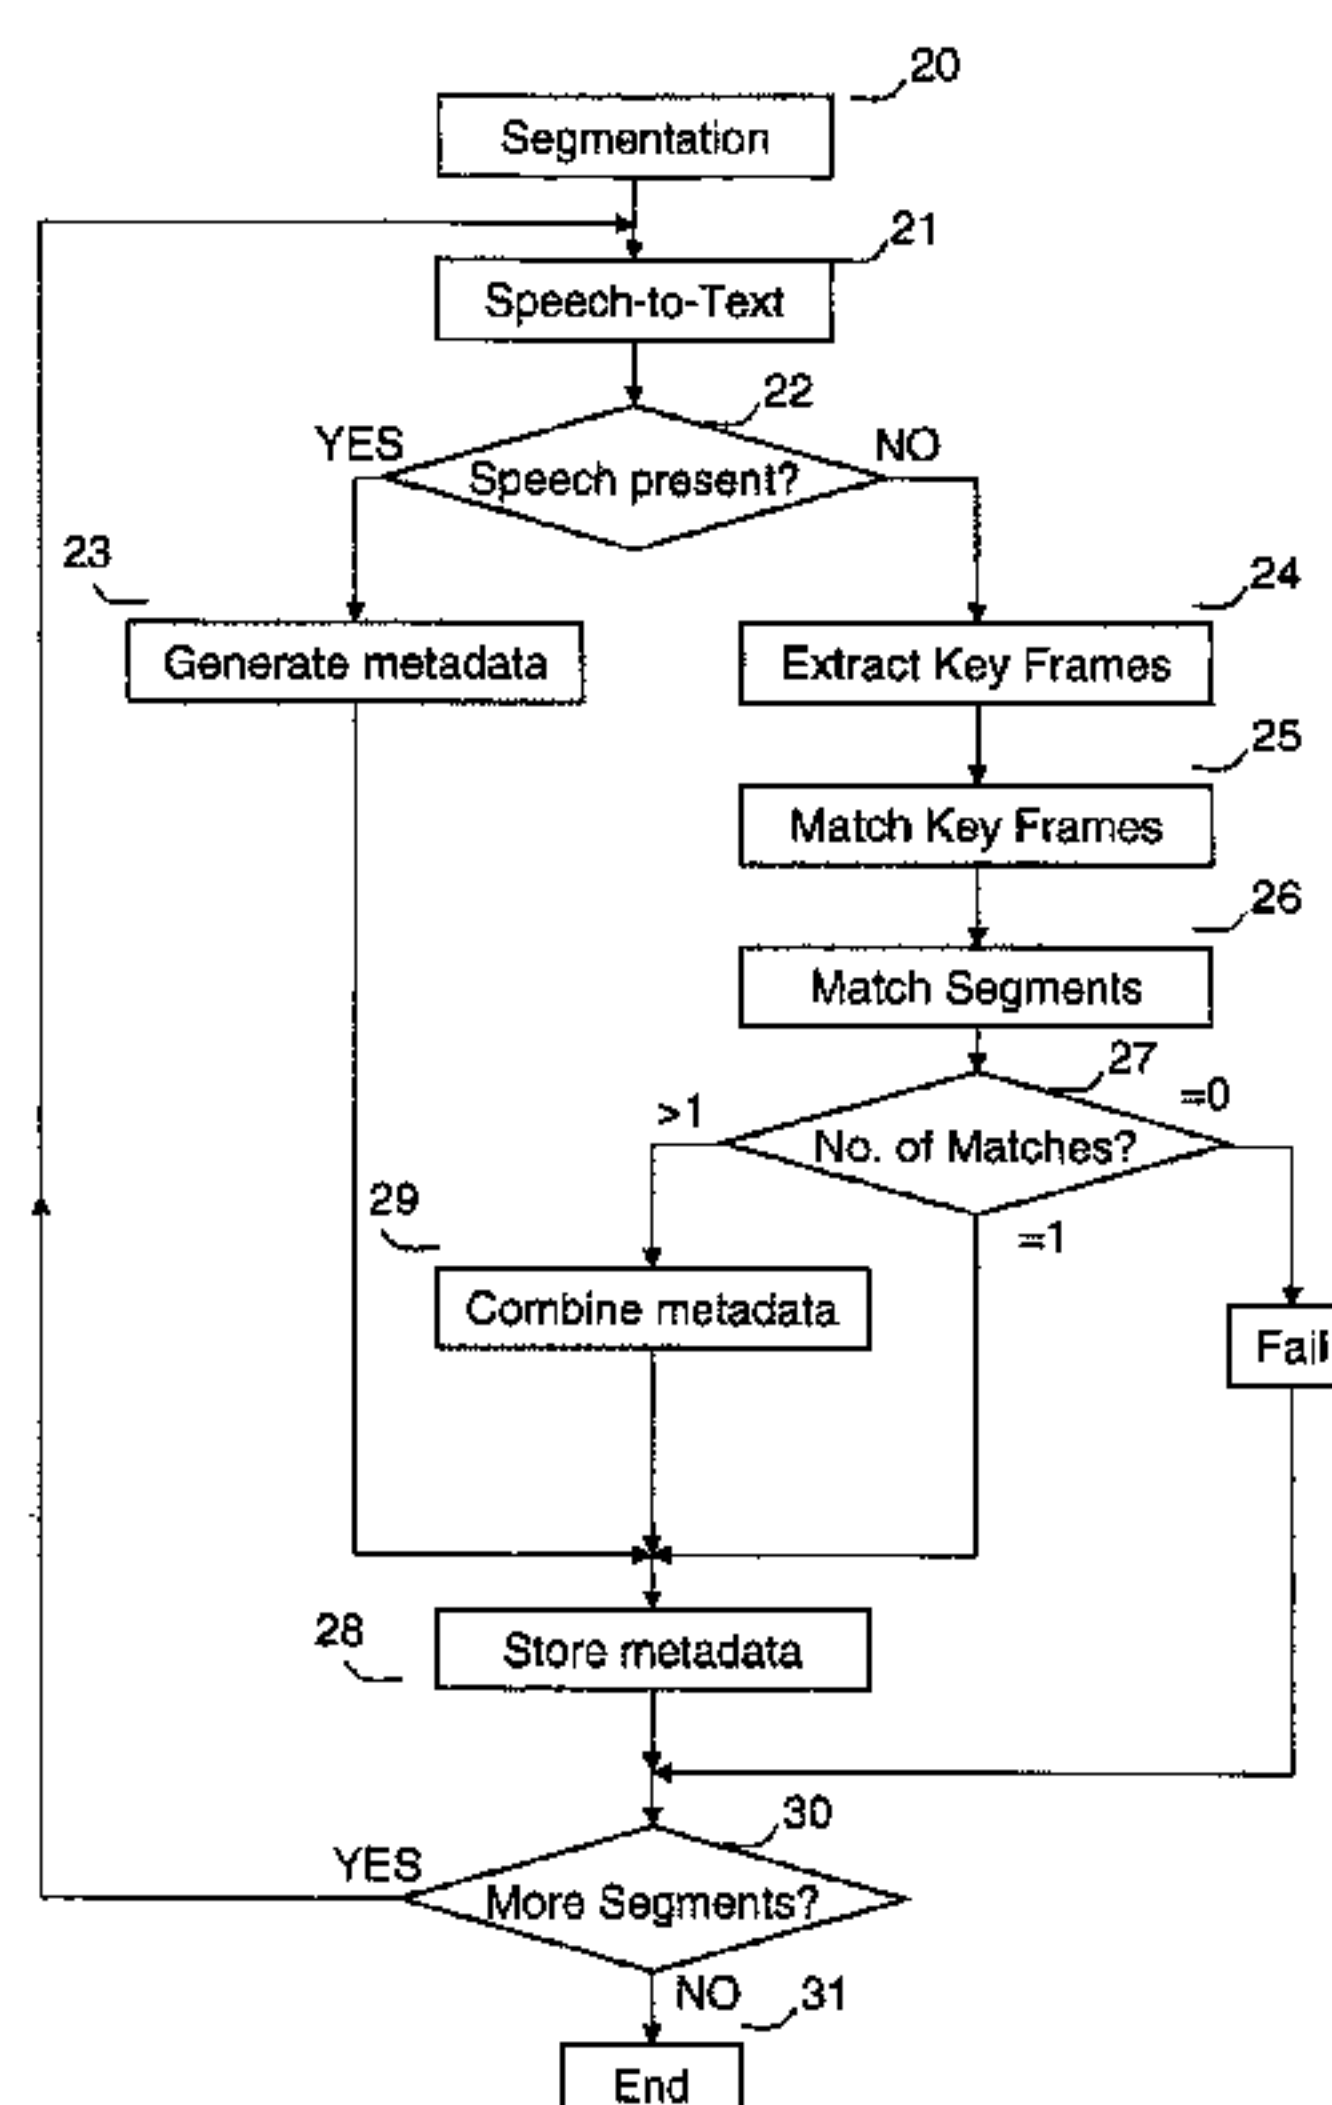 20
Segmentation
21
Speech-to-Text
22
YES
NO
Speech present?
23
24
Generate metadata
Extract Key Frames
25
Match Key Frames
26
Match Segments
27
>1
=0
No. of Matches?
29
=1
Combine metadata
Fail
28
Store metadata
30
YES
More Segments?
NO
31
End